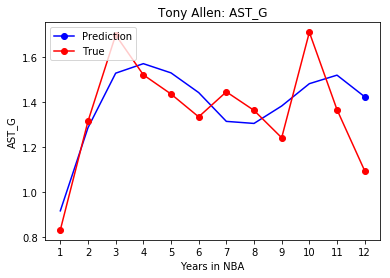 Tony Allen: AST_G
Prediction
True
1.6
1.4
1.2
1.0
0.8
AST_G
1 2 3 4 5 6 7 8 9 10 11 12
Years in NBA